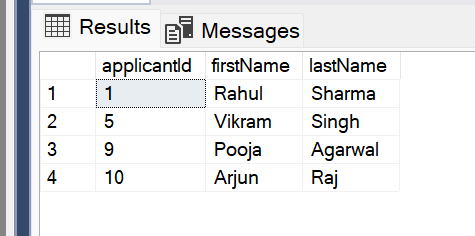 Results Messages
applicantId firstName lastName
1 1 Rahul Sharma
2 5 Vikram Singh
3 9 Pooja Agarwal
4 10 Arjun Raj